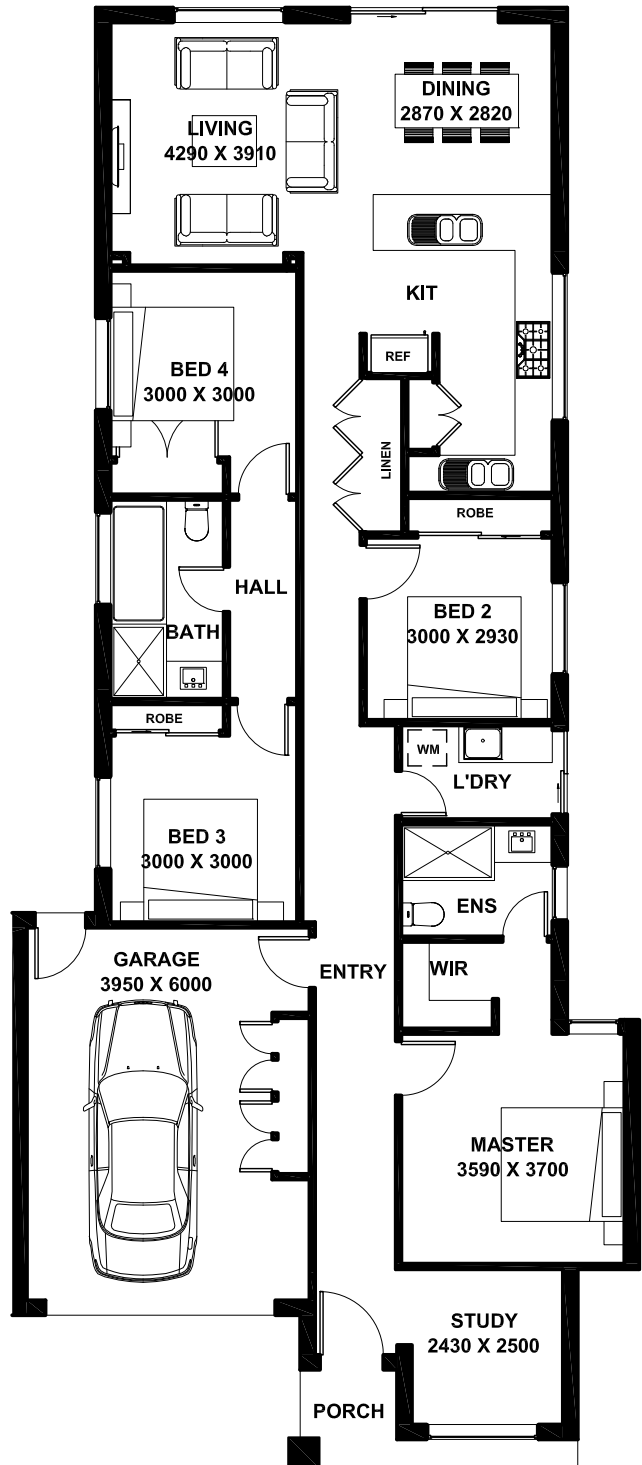 DINING
2870 X 2820
LIVING
4290 X 3910
KIT
REF
BED 4
3000 X 3000
LINEN
ROBE
HALL
BED 2
3000 X 2930
BATH
ROBE
WM
L'DRY
BED 3
3000 X 3000
ENS
GARAGE
3950 X 6000
ENTRY
WIR
MASTER
3590 X 3700
STUDY
2430 X 2500
PORCH